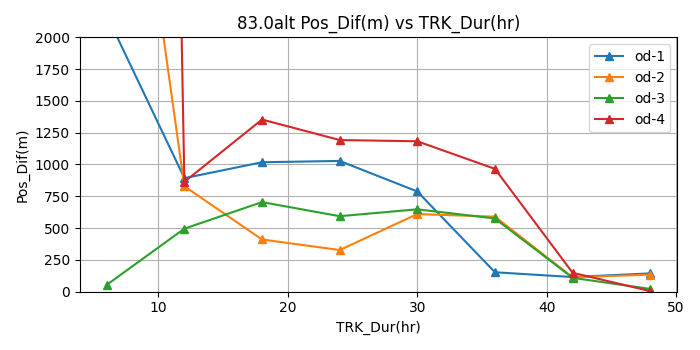 83.0alt Pos_Dif(m) vs TRK_Dur(hr)
2000
1750
1500
1250
1000
750
500
250
0
Pos_Dif(m)
od-1
od-2
od-3
od-4
10
20
30
40
50
TRK_Dur(hr)